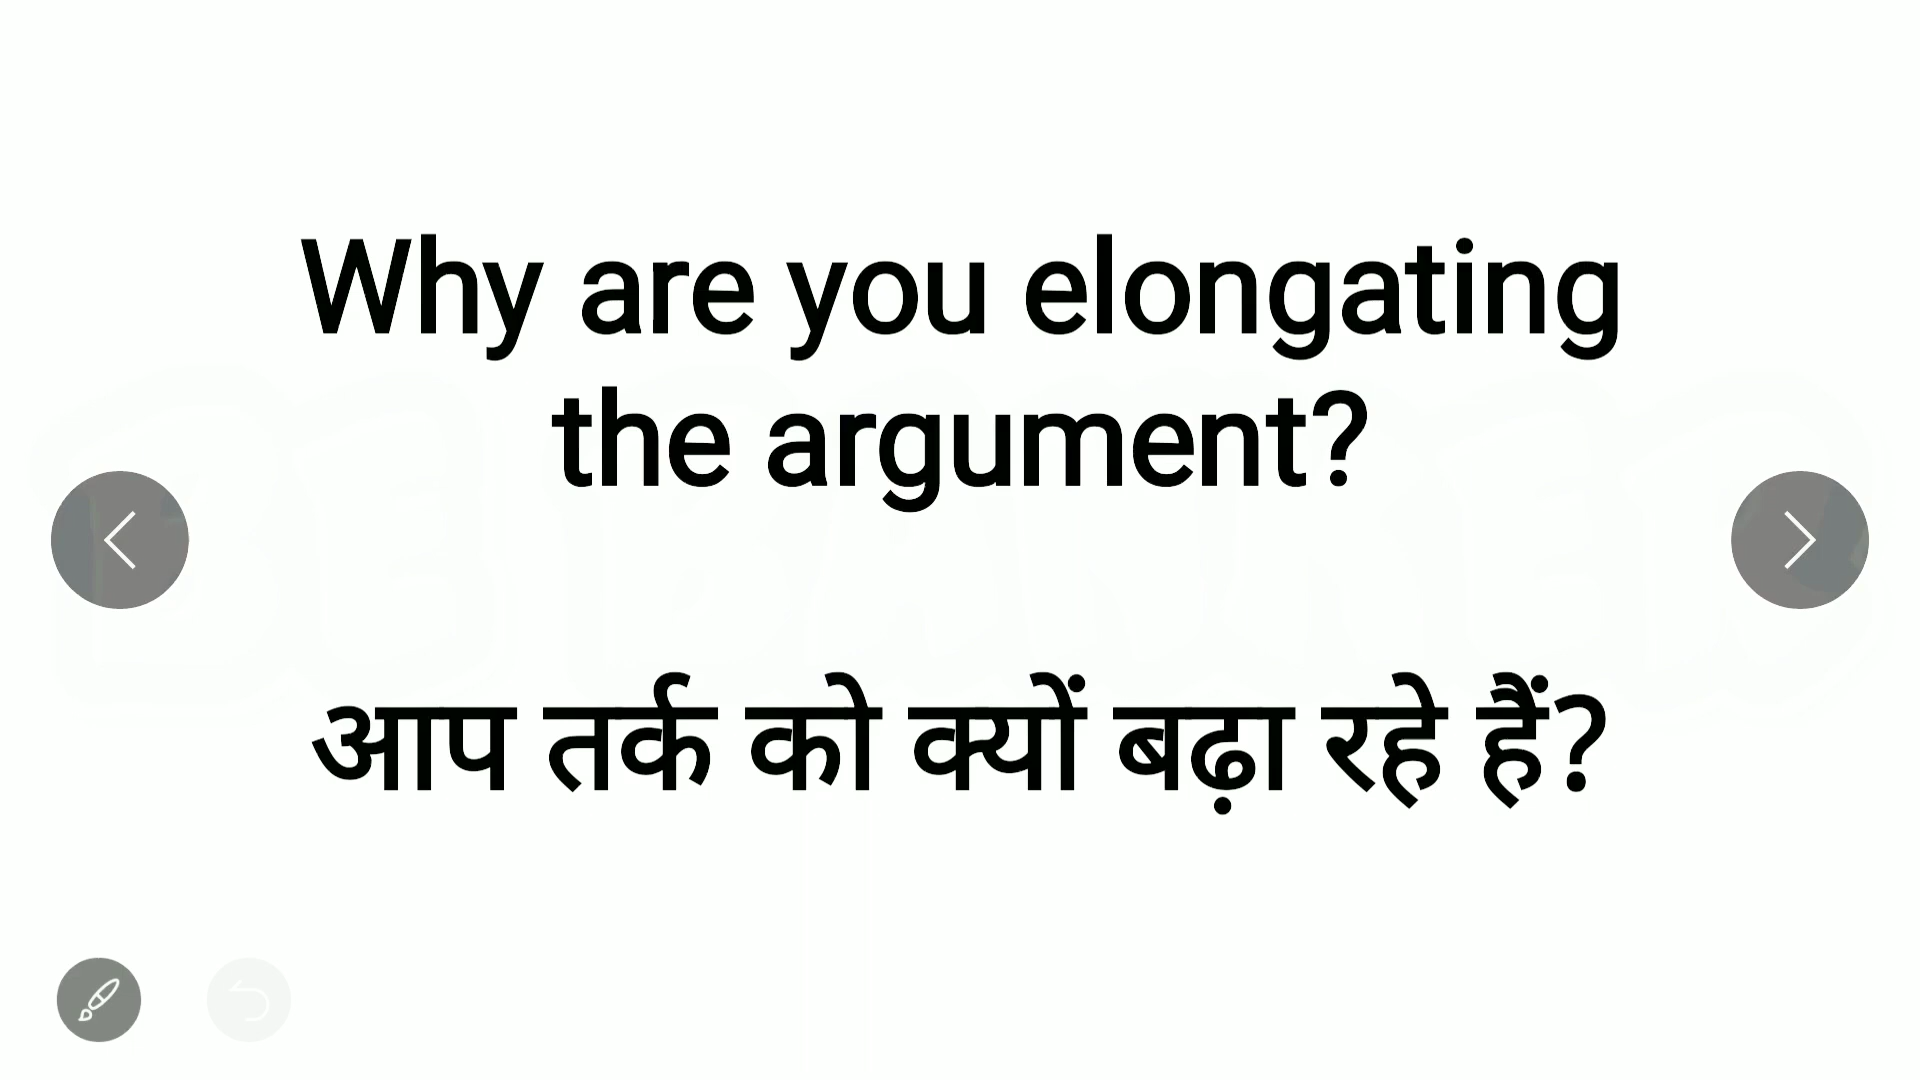 Why are you elongating
the argument?
आप तर्क को क्यों बढ़ा रहे हैं?